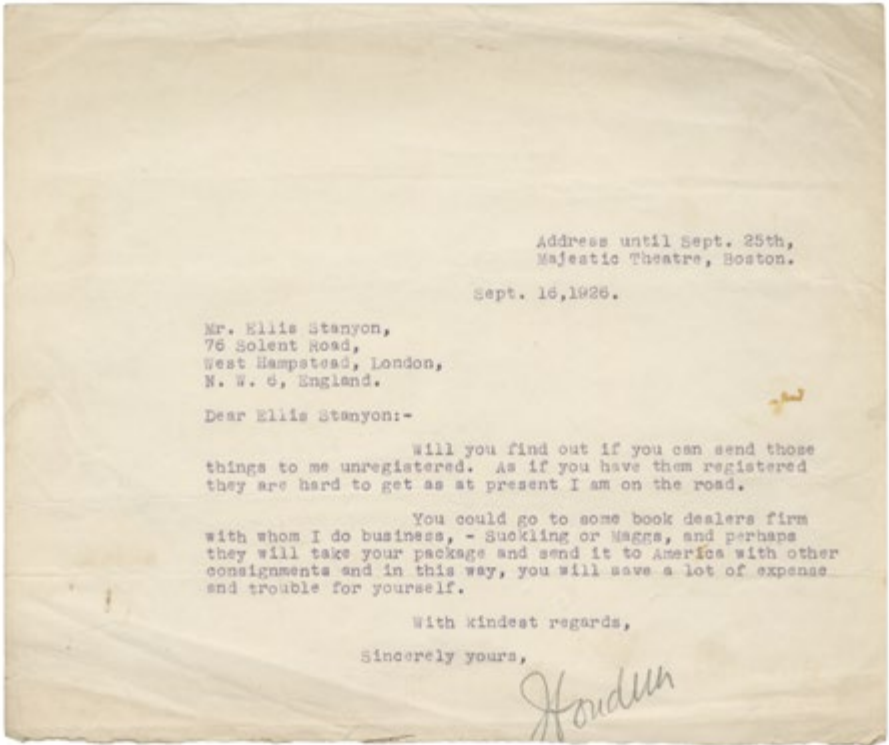 Address until Sept. 25th,
Majestic Theatre, Boston.
Sept. 16,1926.
Mr. Ellis Stanyon,
76 Solent Road,
West Hampstead, London,
N. W. 6, England.
Dear Ellis Stanyon:-
Will you find out if you can send those
things to me unregistered. As if you have them registered
they are hard to get as at present I am on the road.
You could go to some book dealers firm
with whom I do business, - Suckling or Maggs, and perhaps
they will take your package and send it to America with other
consignments and in this way, you will save a lot of expense
and trouble for yourself.
With kindest regards,
Sincerely yours,
Houdini